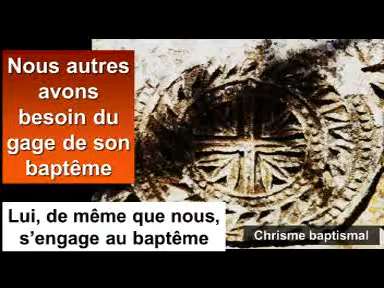 Nous autres
avons
besoin du
gage de son
baptême
Lui, de même que nous,
s’engage au baptême
Chrisme baptismal